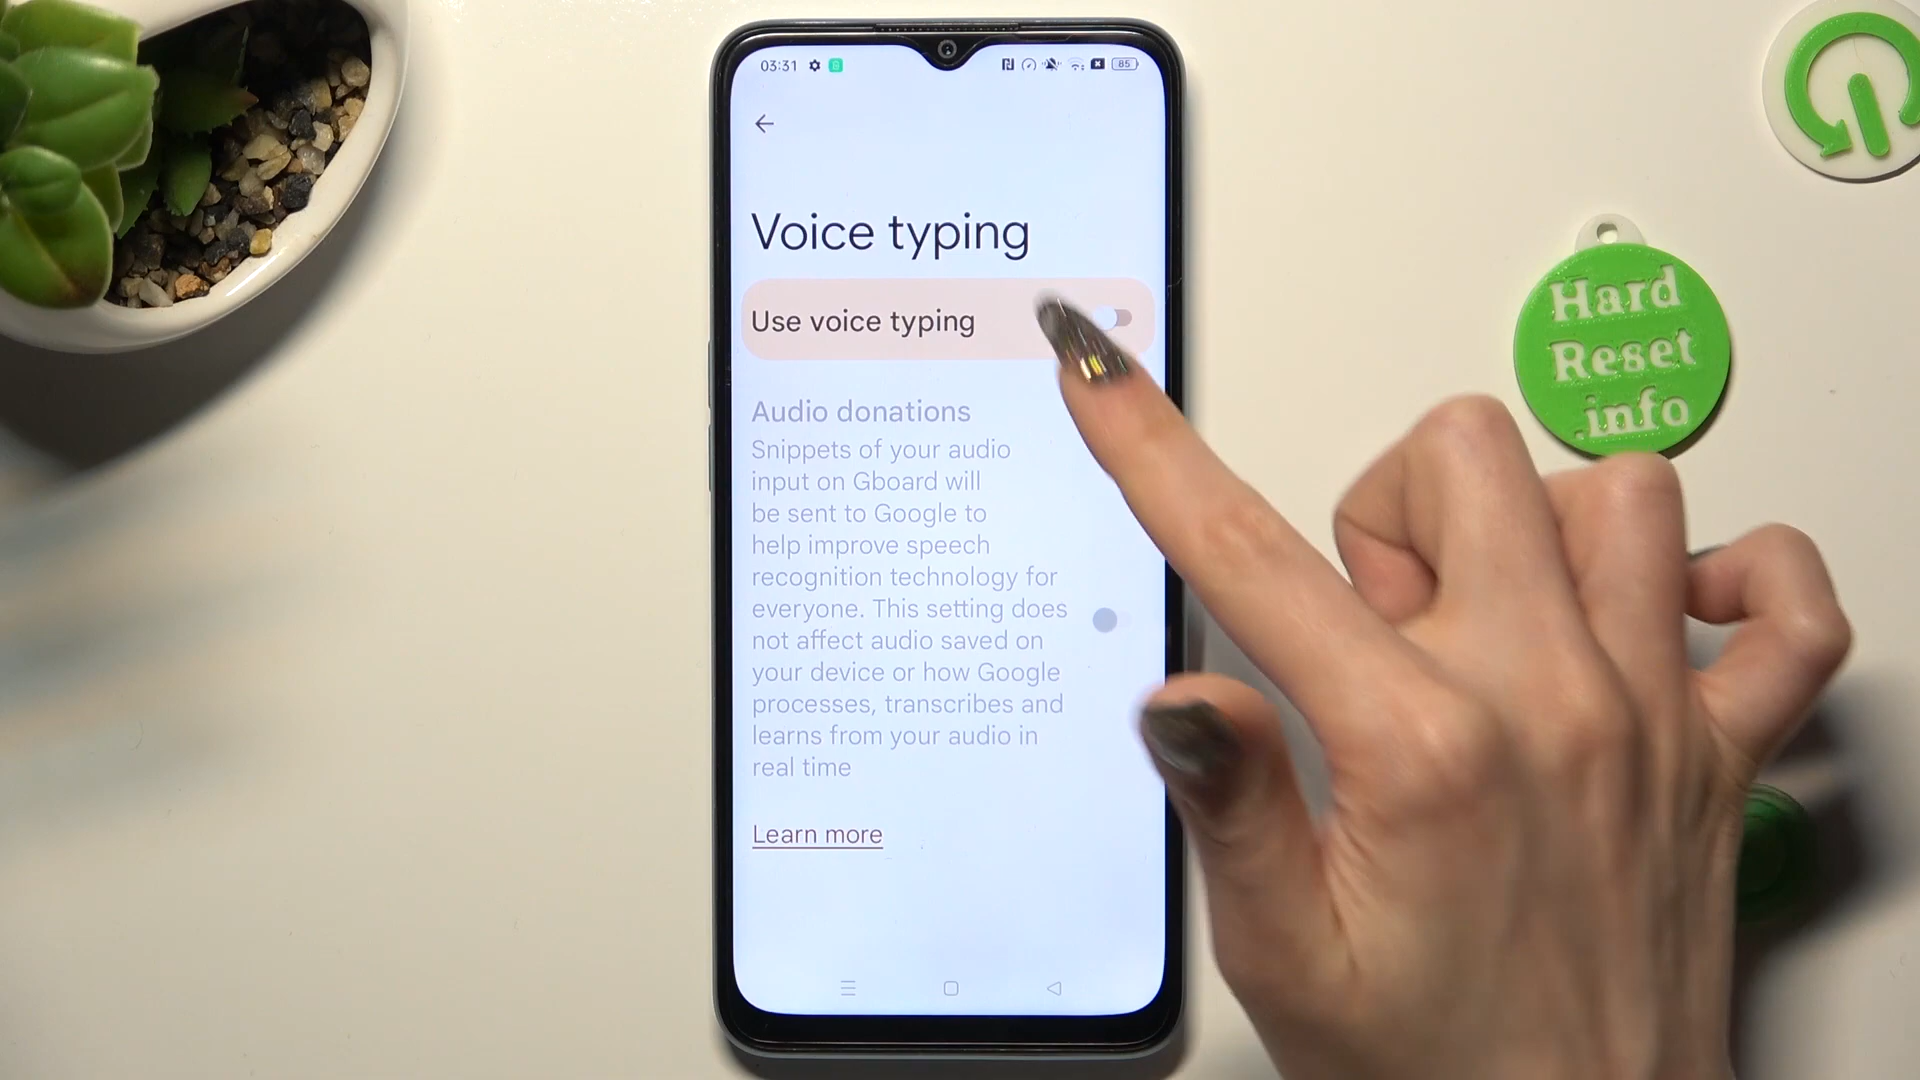 03:31
85
Voice typing
Use voice typing
Audio donations
Snippets of your audio
input on Gboard will
be sent to Google to
help improve speech
recognition technology for
everyone. This setting does
not affect audio saved on
your device or how Google
processes, transcribes and
learns from your audio in
real time
Learn more
Hard
Reset
.info